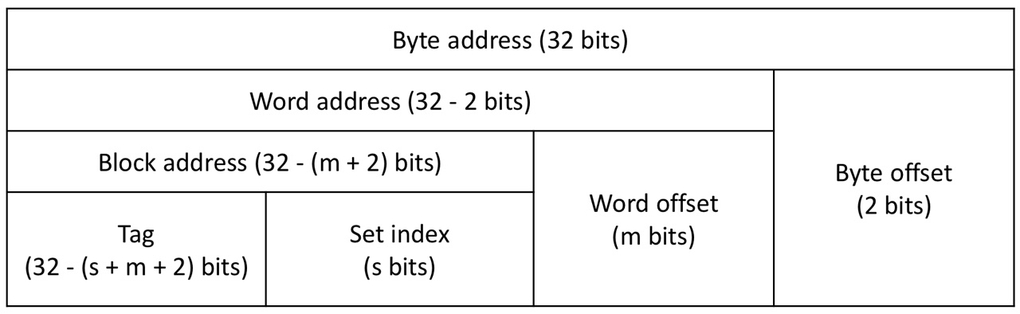 Byte address (32 bits)
Word address (32 - 2 bits)
Block address (32 - (m + 2) bits)
Byte offset
(2 bits)
Word offset
(m bits)
Tag
(32 - (s + m + 2) bits)
Set index
(s bits)